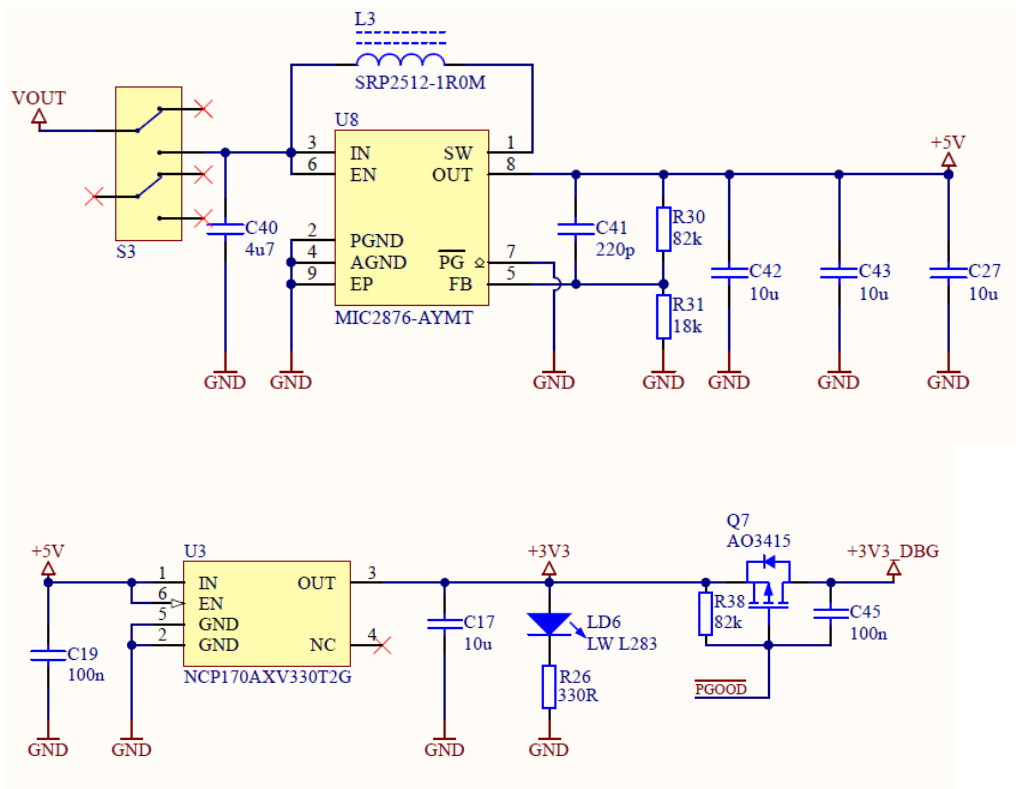 L3
SRP2512-1R0M
VOUT
U8
+5V
3 IN SW 1
6 EN OUT 8
C40
4u7
C41
220p
R30
82k
S3
2 PGND
4 AGND PG 7
9 EP FB 5
C42
10u
C43
10u
C27
10u
R31
18k
MIC2876-AYMT
GND GND GND GND GND GND GND
Q7
AO3415
+5V U3 +3V3 +3V3_DBG
1 IN OUT 3
6 EN
5 GND
2 GND NC 4
R38
82k
C45
100n
C17
10u
LD6
LW L283
C19
100n
NCP170AXV330T2G
R26
330R
PGOOD
GND GND GND GND